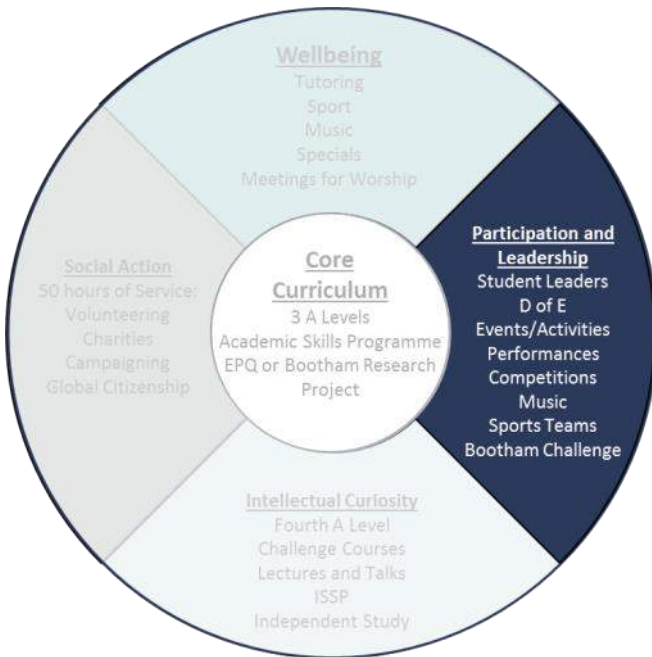 Wellbeing
Tutoring
Sport
Music
Specials
Meetings for Worship
Social Action
50 hours of Service:
Volunteering
Charities
Campaigning
Global Citizenship
Core
Curriculum
3 A Levels
Academic Skills Programme
EPQ or Bootham Research
Project
Participation and
Leadership
Student Leaders
D of E
Events/Activities
Performances
Competitions
Music
Sports Teams
Bootham Challenge
Intellectual Curiosity
Fourth A Level
Challenge Courses
Lectures and Talks
ISSP
Independent Study